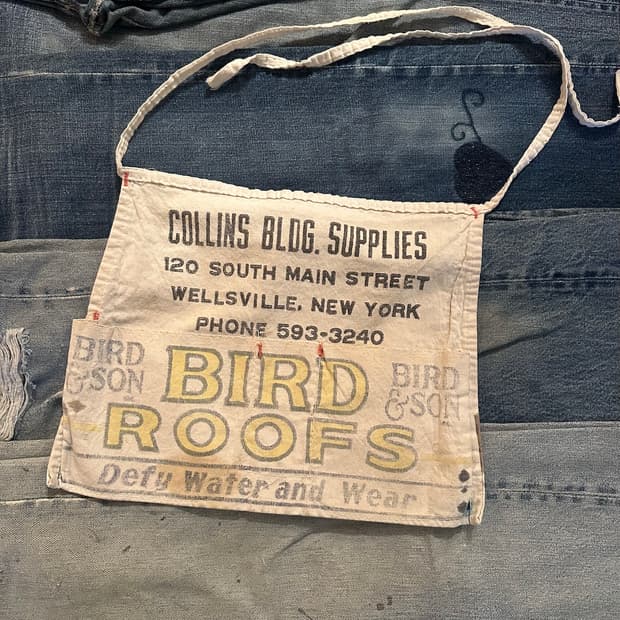 COLLINS BLDG. SUPPLIES
120 SOUTH MAIN STREET
WELLSVILLE, NEW YORK
PHONE 593-3240
BIRD
& SON
BIRD
BIRD
& SON
ROOFS
Defy Water and Wear